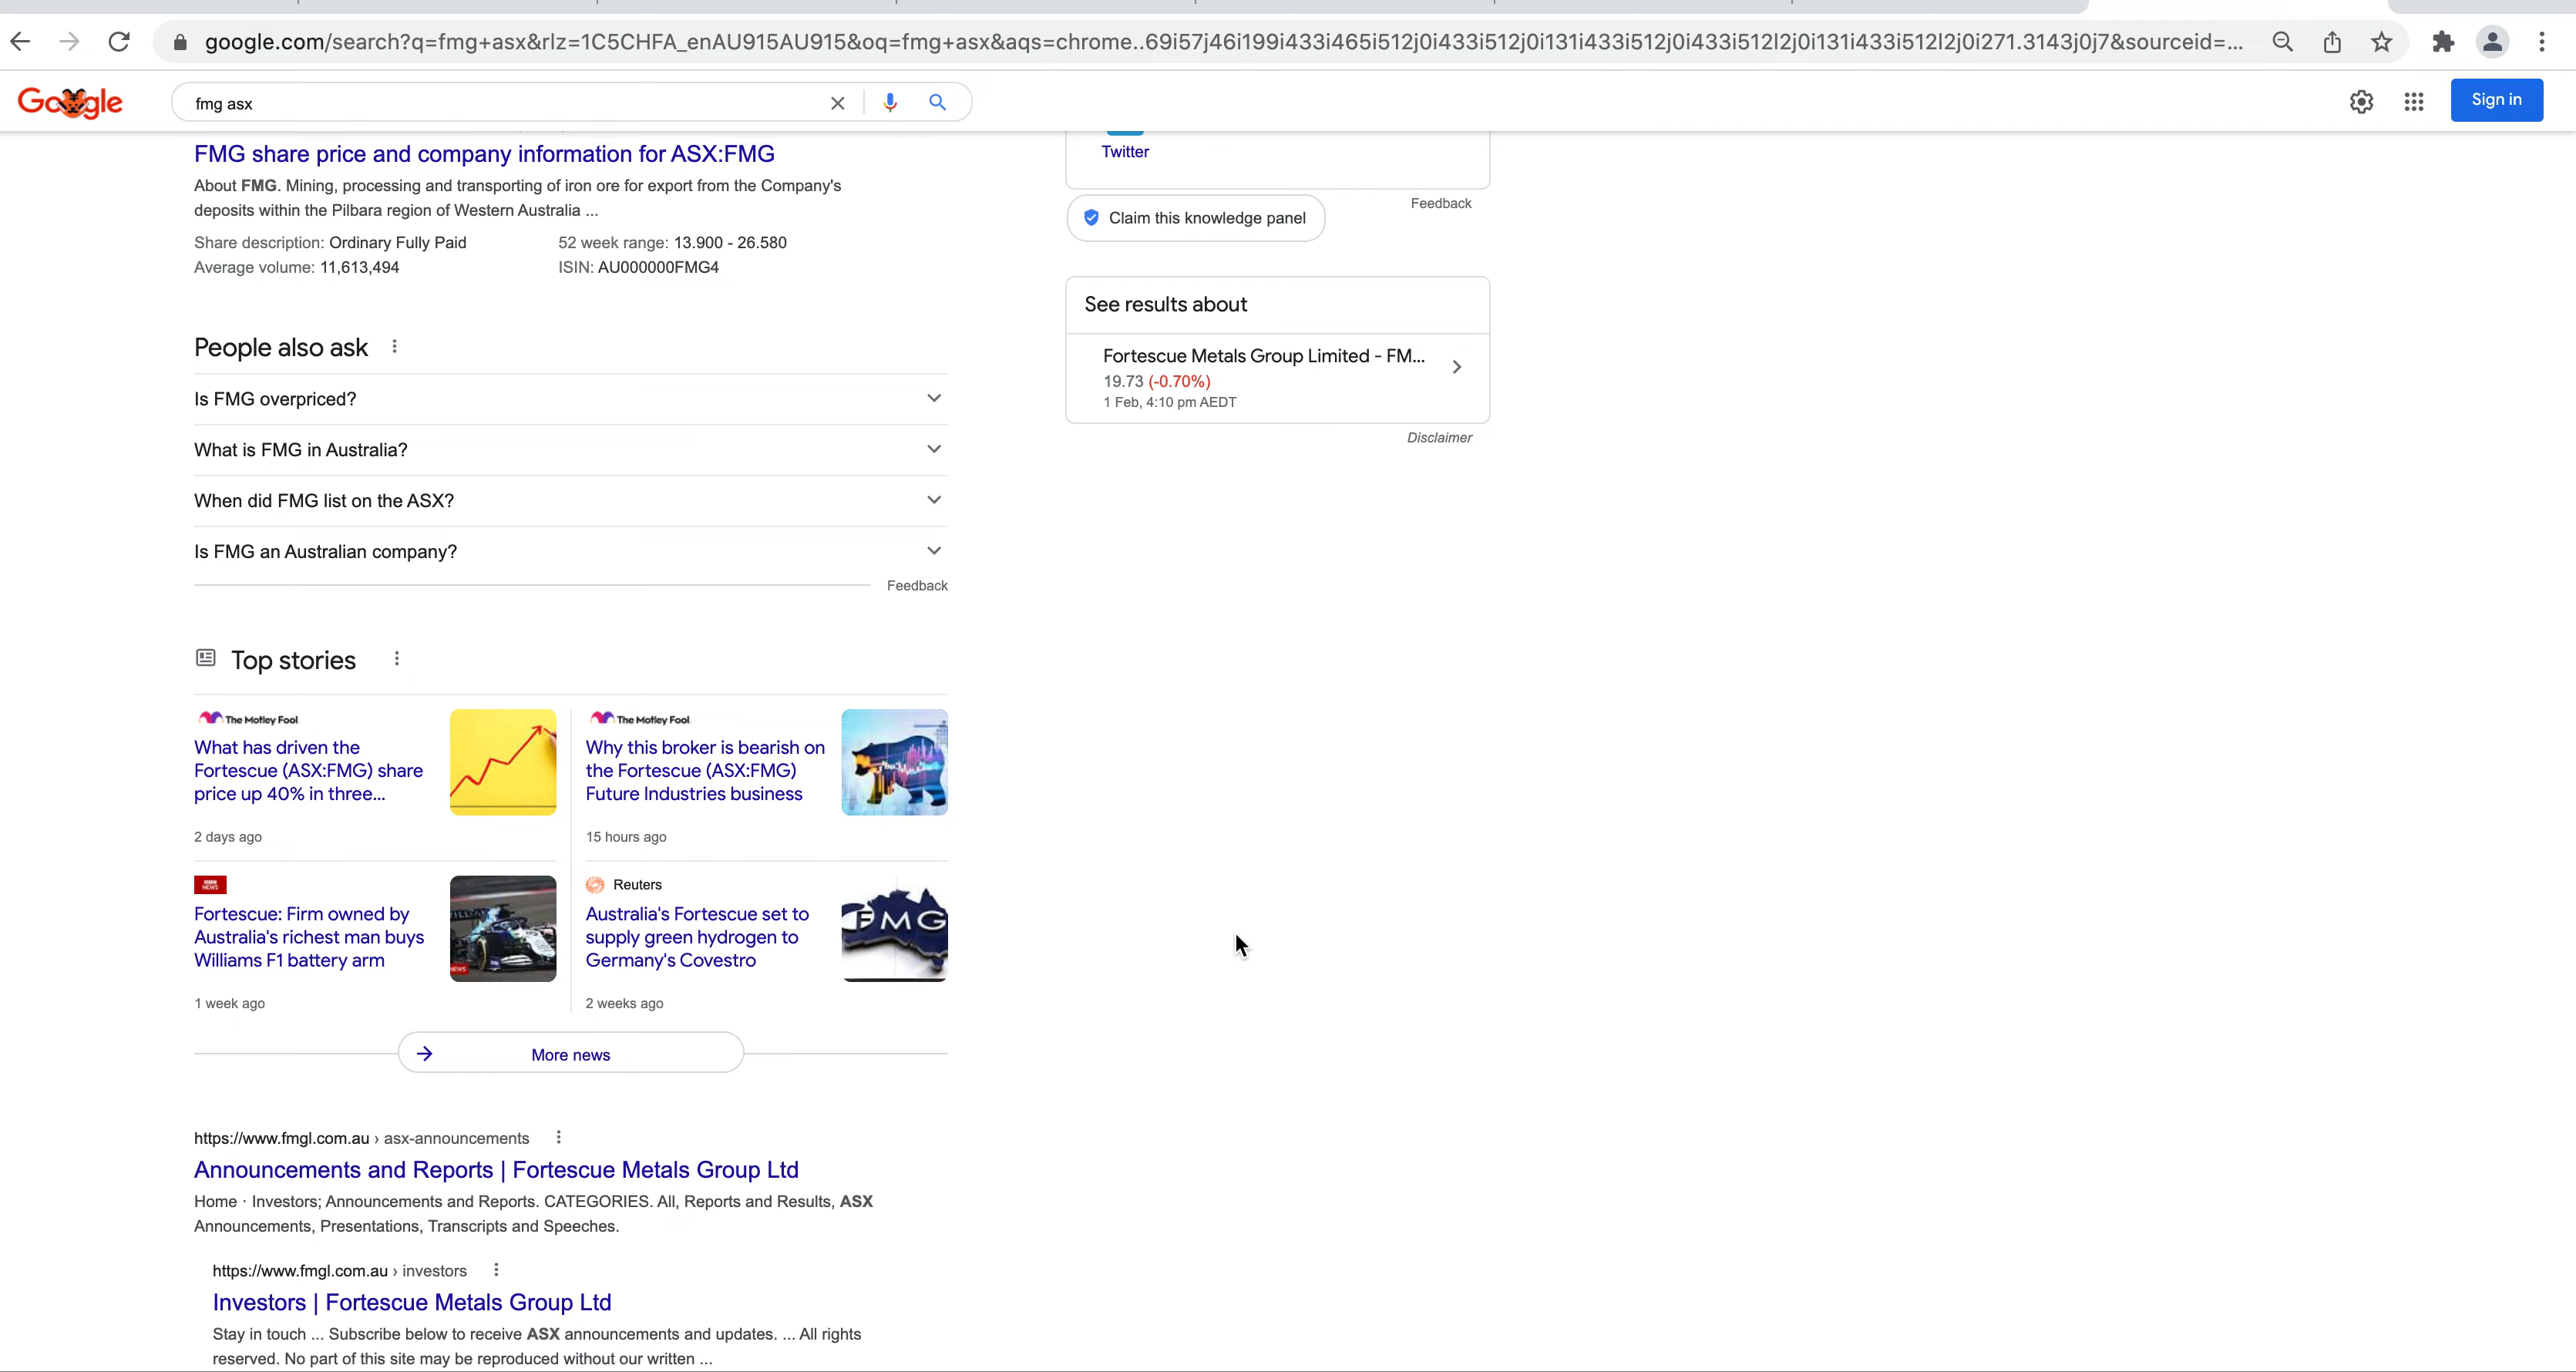 google.com/search?q=fmg+asx&rlz=1C5CHFA_enAU915AU915&oq=fmg+asx&aqs=chrome..69i57j46i199i433i465i512j0i433i512j0i131i433i512j0i433i512l2j0i131i433i512l2j0i271.3143j0j7&sourceid=...
Google
fmg asx
Sign in
FMG share price and company information for ASX:FMG
About FMG. Mining, processing and transporting of iron ore for export from the Company's
deposits within the Pilbara region of Western Australia ...
Share description: Ordinary Fully Paid
52 week range: 13.900 - 26.580
Average volume: 11,613,494
ISIN: AU000000FMG4
People also ask
Is FMG overpriced?
What is FMG in Australia?
When did FMG list on the ASX?
Is FMG an Australian company?
Feedback
Top stories
The Motley Fool
What has driven the
Fortescue (ASX:FMG) share
price up 40% in three...
2 days ago
The Motley Fool
Why this broker is bearish on
the Fortescue (ASX:FMG)
Future Industries business
15 hours ago
NEWS
Fortescue: Firm owned by
Australia's richest man buys
Williams F1 battery arm
NEWS
1 week ago
Reuters
Australia's Fortescue set to
supply green hydrogen to
Germany's Covestro
FMG
2 weeks ago
More news
https://www.fmgl.com.au › asx-announcements
Announcements and Reports | Fortescue Metals Group Ltd
Home · Investors; Announcements and Reports. CATEGORIES. All, Reports and Results, ASX
Announcements, Presentations, Transcripts and Speeches.
https://www.fmgl.com.au › investors
Investors | Fortescue Metals Group Ltd
Stay in touch ... Subscribe below to receive ASX announcements and updates. ... All rights
reserved. No part of this site may be reproduced without our written ...
Twitter
Feedback
Claim this knowledge panel
See results about
Fortescue Metals Group Limited - FM...
19.73 (-0.70%)
1 Feb, 4:10 pm AEDT
Disclaimer